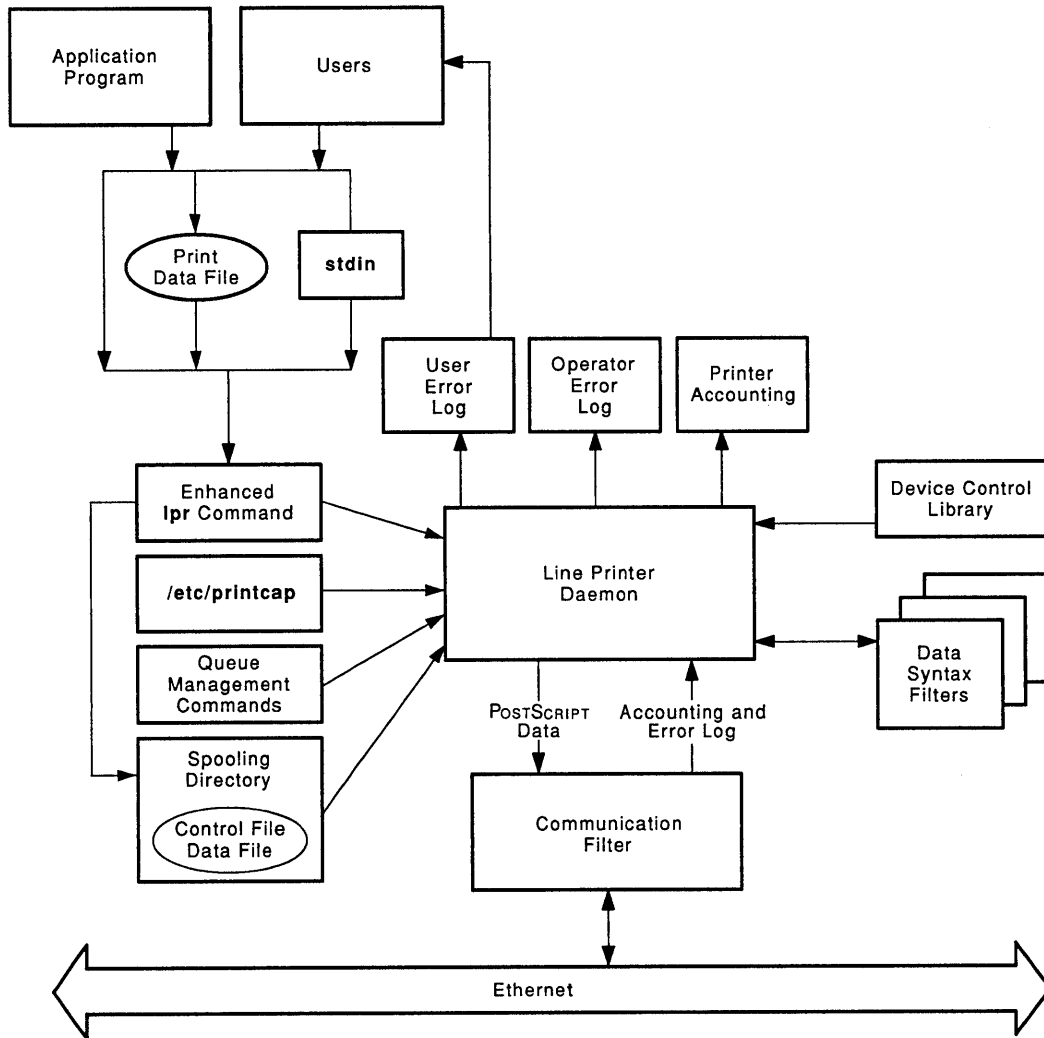 Application
Program
Users
Print
Data File
stdin
User
Error
Log
Operator
Error
Log
Printer
Accounting
Enhanced
lpr Command
Device Control
Library
/etc/printcap
Line Printer
Daemon
Queue
Management
Commands
Data
Syntax
Filters
POSTSCRIPT
Data
Accounting and
Error Log
Spooling
Directory
Control File
Data File
Communication
Filter
Ethernet